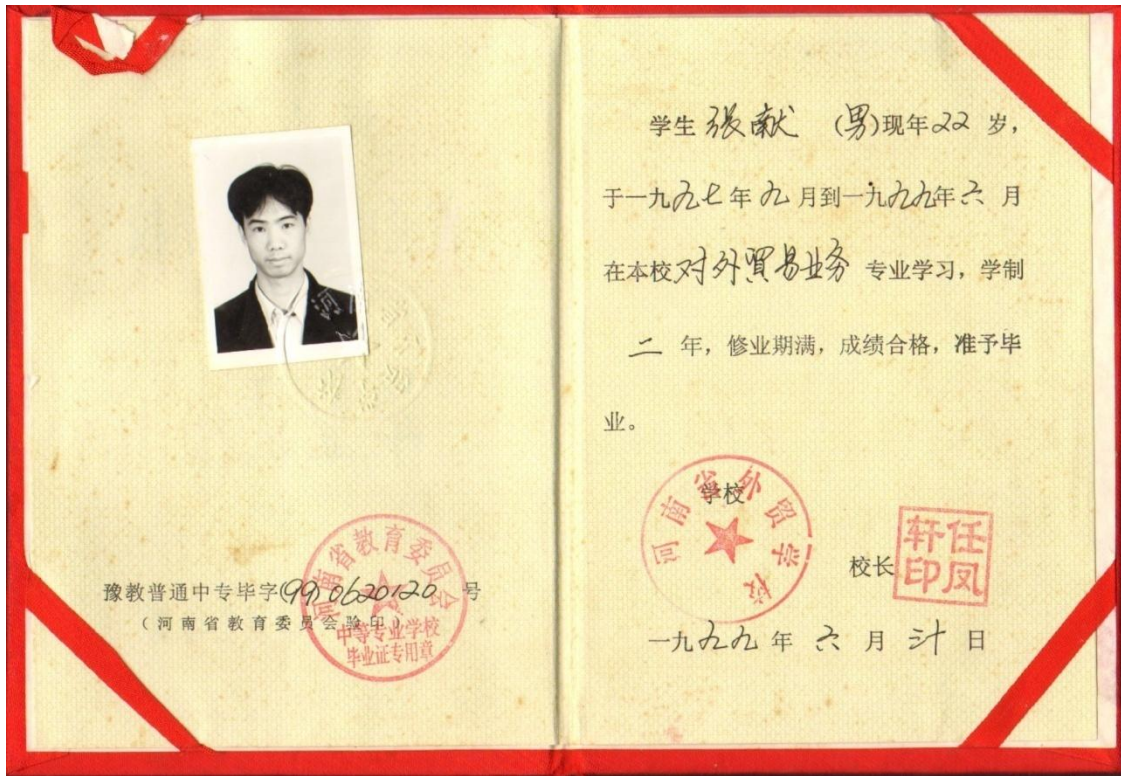 豫教普通中专毕字(99)0620120号
(河南省教育委员会验印)
河南省教育委员会
中等专业学校
毕业证专用章
学生 张献 (男)现年22岁,
于一九九七年九月到一九九九年六月
在本校对外貿易业务专业学习,学制
二年,修业期满,成绩合格,准予毕
业。
学校
河南省外贸学校
校长
任凤
轩印
一九九九年六月三十日